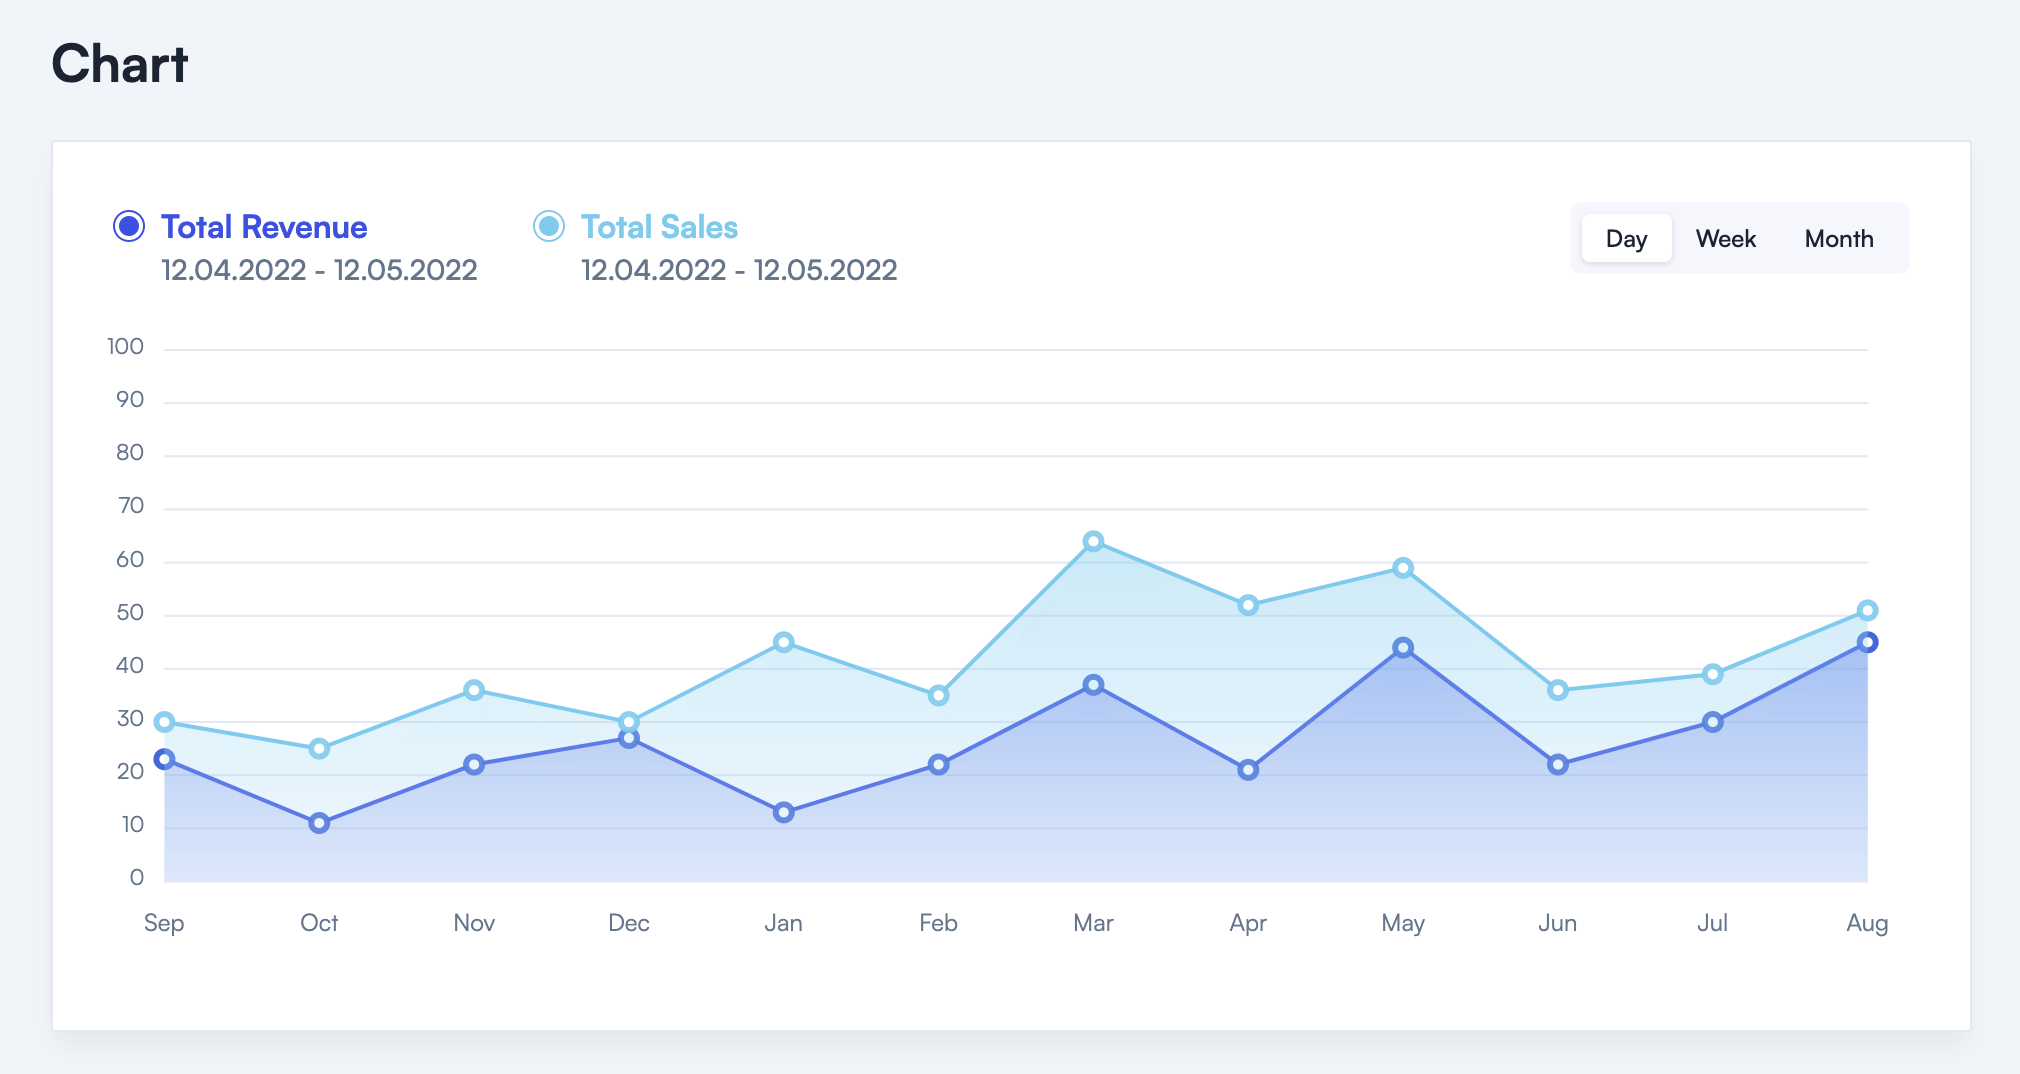 Chart
Total Revenue
12.04.2022 - 12.05.2022
Total Sales
12.04.2022 - 12.05.2022
Day Week Month
100
90
80
70
60
50
40
30
20
10
0
Sep Oct Nov Dec Jan Feb Mar Apr May Jun Jul Aug